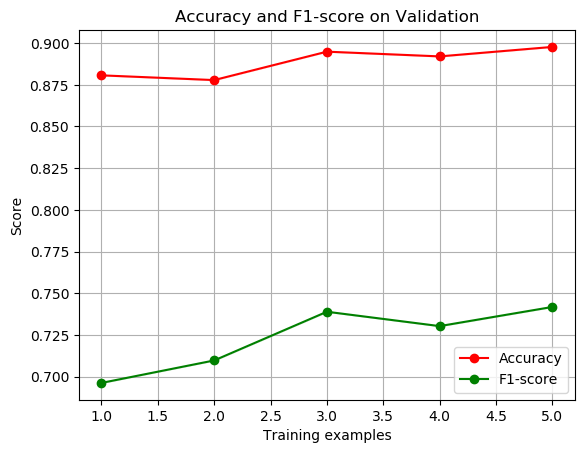 Accuracy and F1-score on Validation
0.900
0.875
0.850
0.825
0.800
0.775
0.750
0.725
0.700
Score
Accuracy
F1-score
1.0 1.5 2.0 2.5 3.0 3.5 4.0 4.5 5.0
Training examples